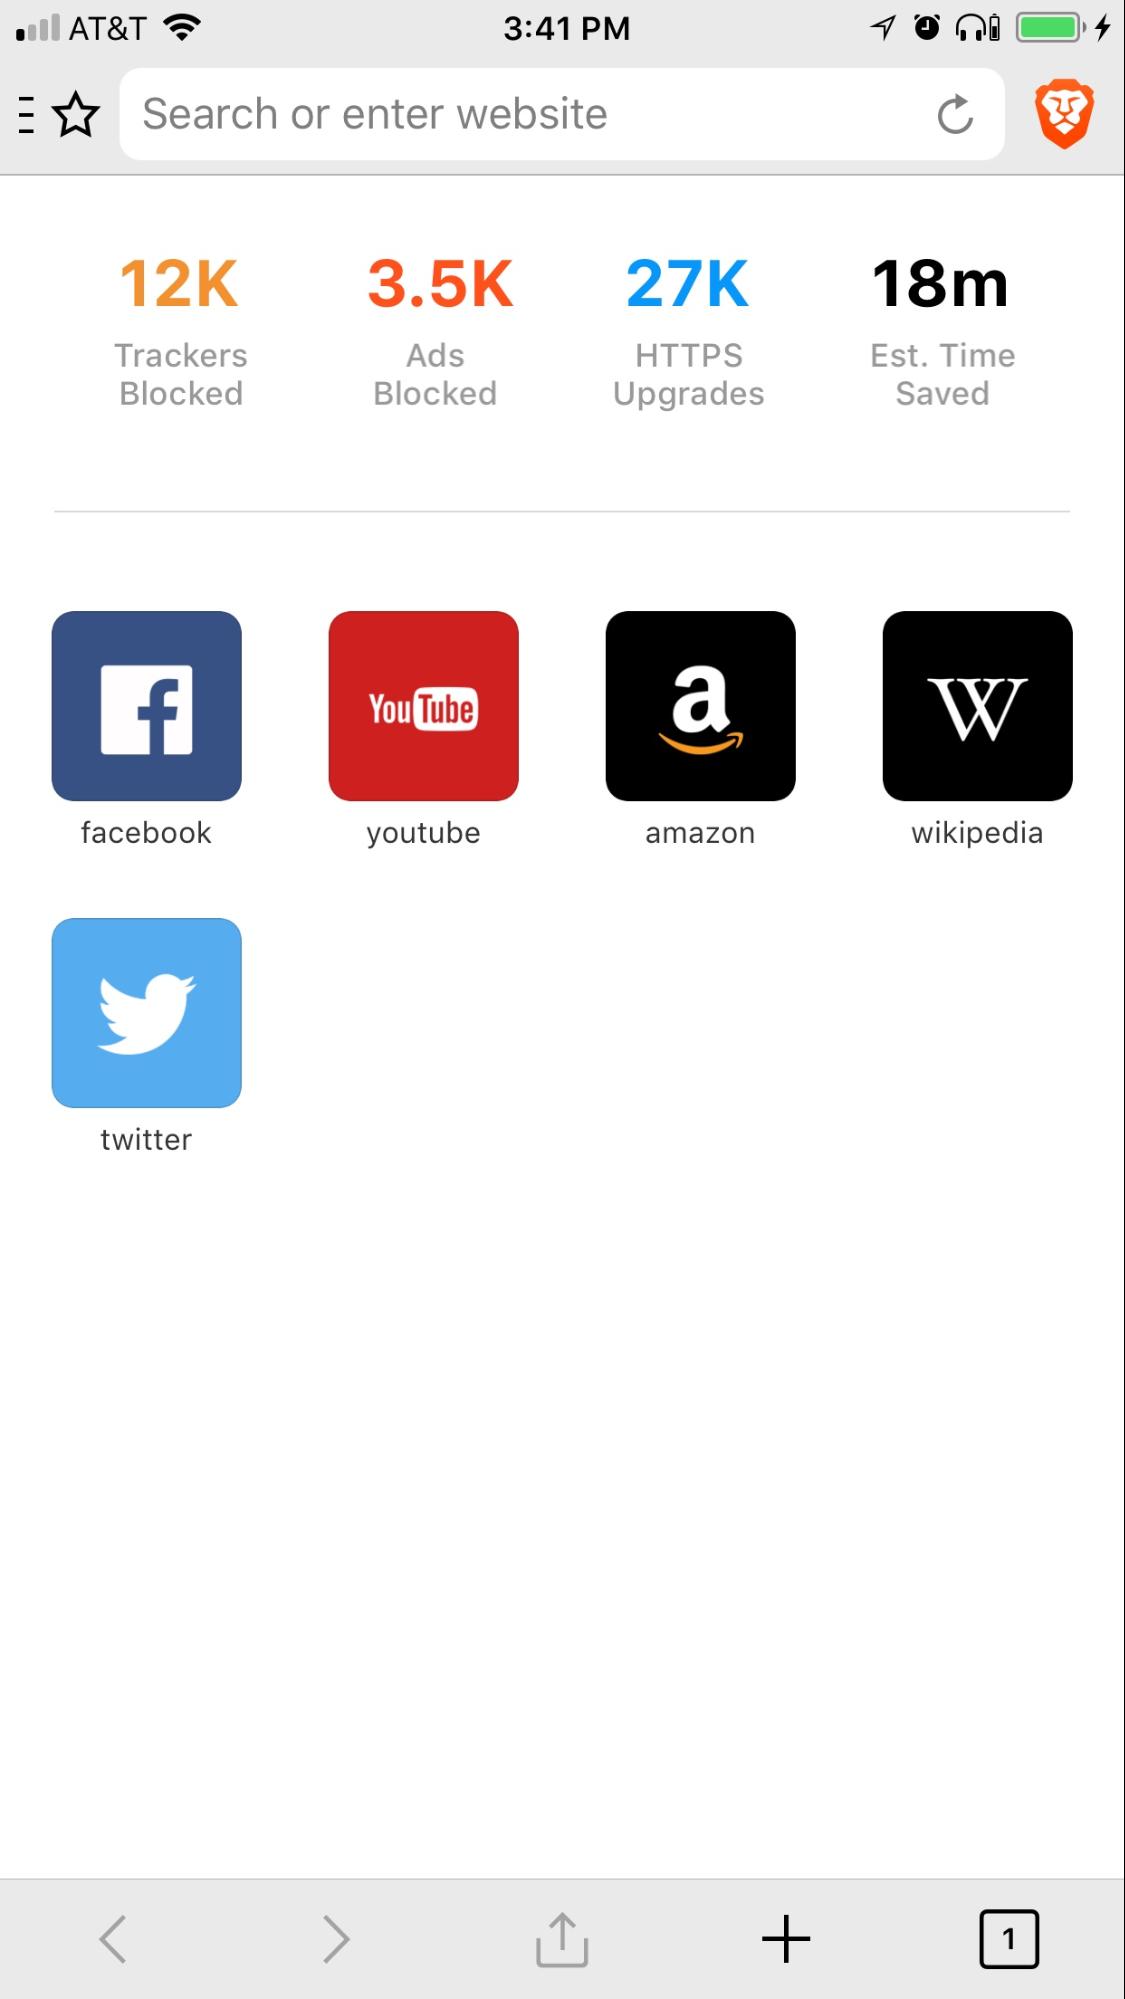 AT&T 3:41 PM
Search or enter website
12K 3.5K 27K 18m
Trackers Ads HTTPS Est. Time
Blocked Blocked Upgrades Saved
f YouTube a W
facebook youtube amazon wikipedia
twitter
1